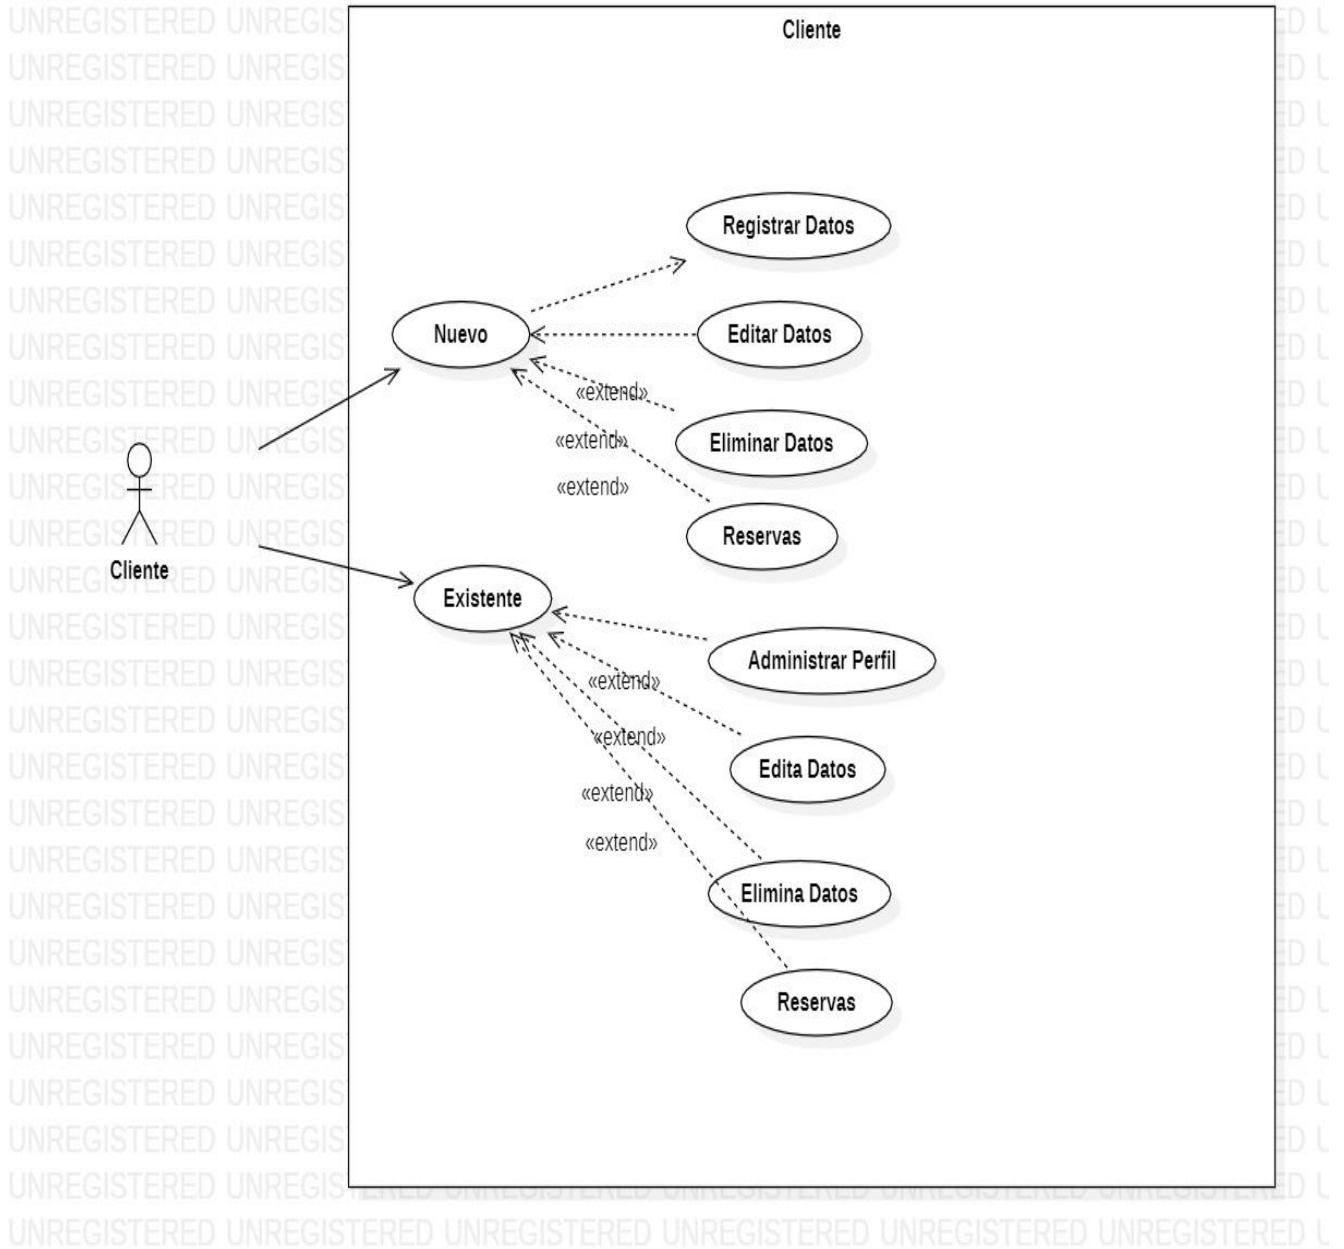 Cliente
Registrar Datos
Nuevo
Editar Datos
«extend»
«extend»
Eliminar Datos
«extend»
Reservas
Cliente
Existente
Administrar Perfil
«extend»
«extend»
Edita Datos
«extend»
«extend»
Elimina Datos
Reservas
UNREGISTERED UNREGISTERED UNREGISTERED UNREGISTERED UNREGISTERED UNREGISTERED